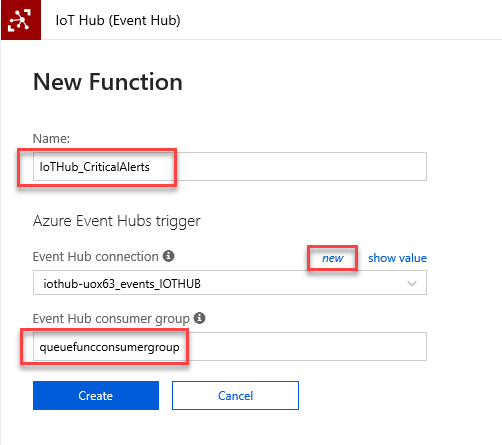 IoT Hub (Event Hub)
New Function
Name:
IoTHub_CriticalAlerts
Azure Event Hubs trigger
Event Hub connection new show value
iothub-uox63_events_IOTHUB
Event Hub consumer group
queuefuncconsumergroup
Create Cancel